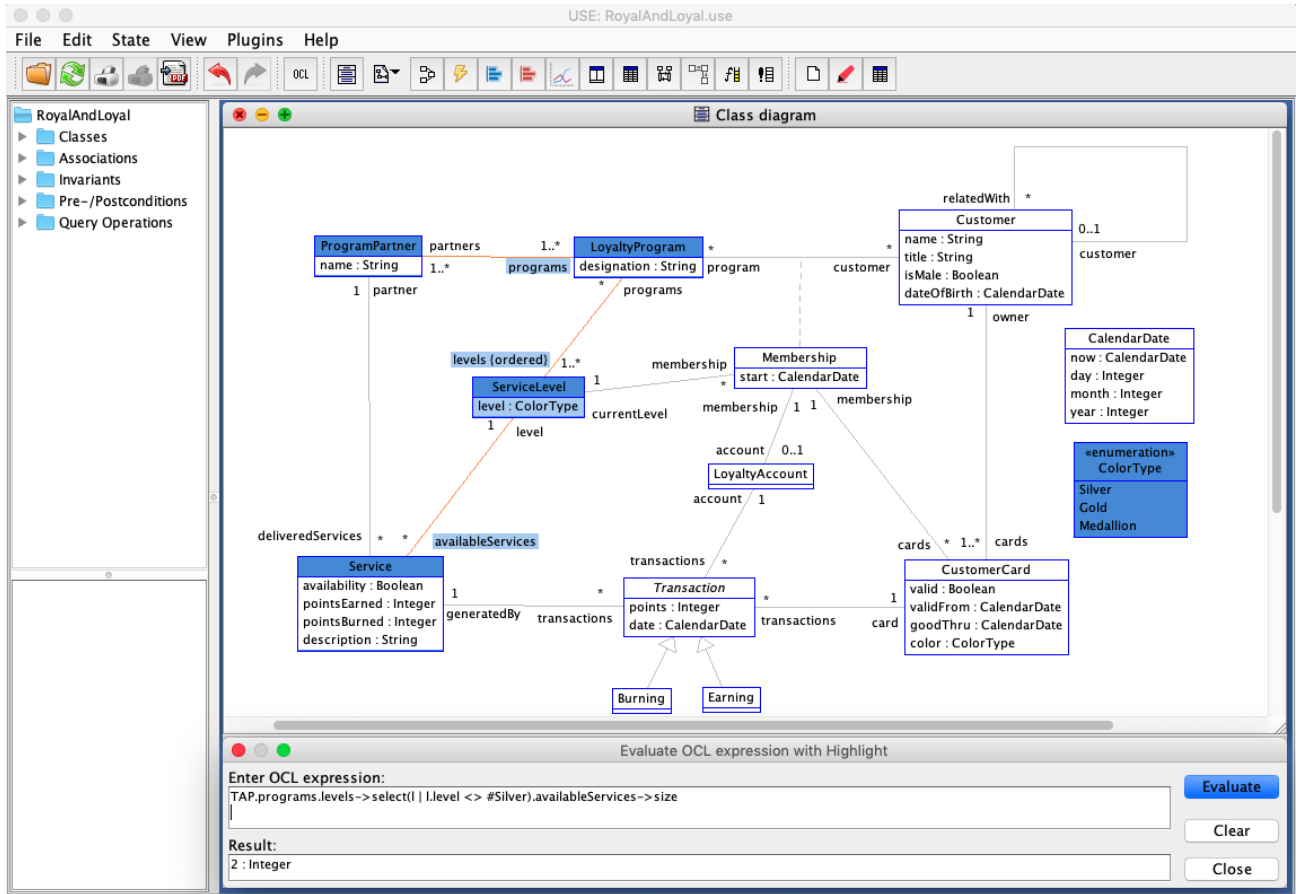 USE: RoyalAndLoyal.use
File Edit State View Plugins Help
PDF
OCL
RoyalAndLoyal
Classes
Associations
Invariants
Pre-/Postconditions
Query Operations
Class diagram
relatedWith *
Customer
name : String
title : String
isMale : Boolean
dateOfBirth : CalendarDate
0..1
customer
ProgramPartner
name : String
partners 1..*
1..* programs
LoyaltyProgram
designation : String
* *
program customer
1 partner
* programs
1 owner
CalendarDate
now : CalendarDate
day : Integer
month : Integer
year : Integer
levels {ordered} 1..*
membership
Membership
start : CalendarDate
ServiceLevel
level : ColorType
1 *
currentLevel
1 level
membership 1 1 membership
«enumeration»
ColorType
Silver
Gold
Medallion
account 0..1
LoyaltyAccount
account 1
deliveredServices * * availableServices
cards * 1..* cards
transactions *
Service
availability : Boolean
pointsEarned : Integer
pointsBurned : Integer
description : String
1 *
generatedBy transactions
Transaction
points : Integer
date : CalendarDate
* 1
transactions card
CustomerCard
valid : Boolean
validFrom : CalendarDate
goodThru : CalendarDate
color : ColorType
Burning Earning
Evaluate OCL expression with Highlight
Enter OCL expression:
TAP.programs.levels->select(l | l.level <> #Silver).availableServices->size
Evaluate
Clear
Result:
2 : Integer
Close